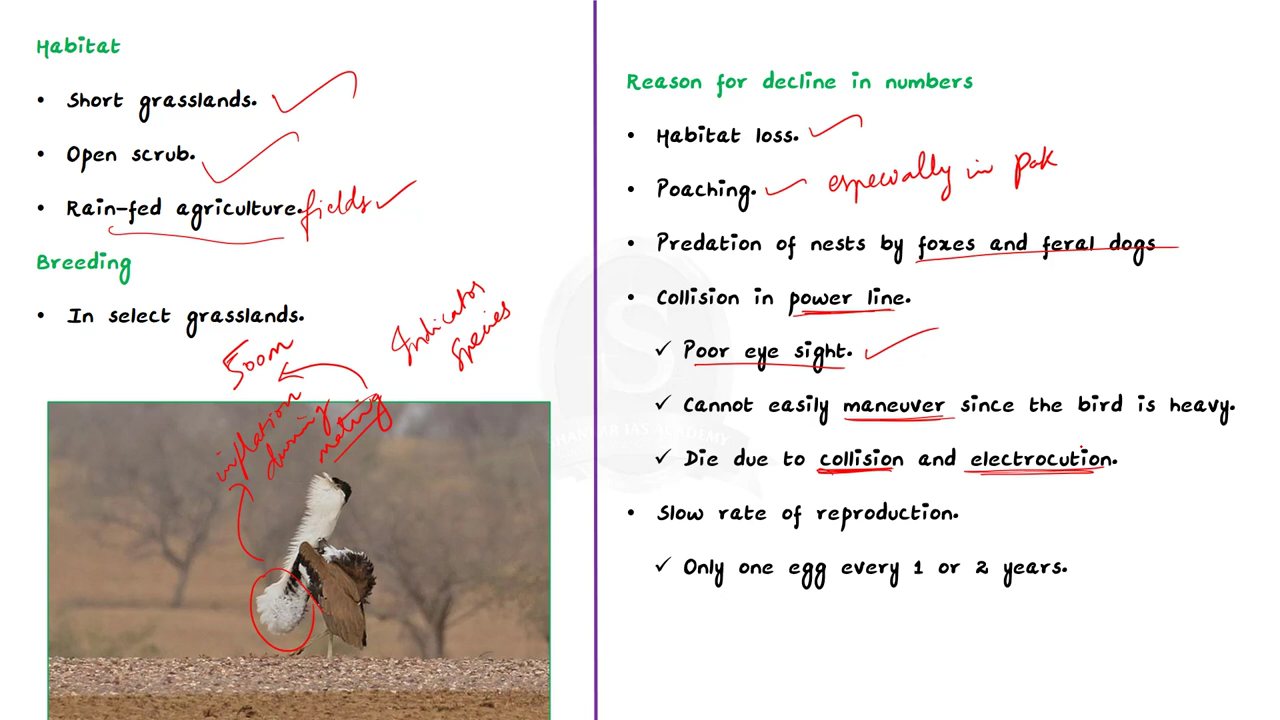 Habitat
• Short grasslands.
• Open scrub.
• Rain-fed agriculture. fields
Breeding
• In select grasslands.
500m
Indicator
Species
inflation
during
mating
Reason for decline in numbers
• Habitat loss.
• Poaching. especially in Pak
• Predation of nests by foxes and feral dogs
• Collision in power line.
✓ Poor eye sight.
✓ Cannot easily maneuver since the bird is heavy.
✓ Die due to collision and electrocution.
• Slow rate of reproduction.
✓ Only one egg every 1 or 2 years.